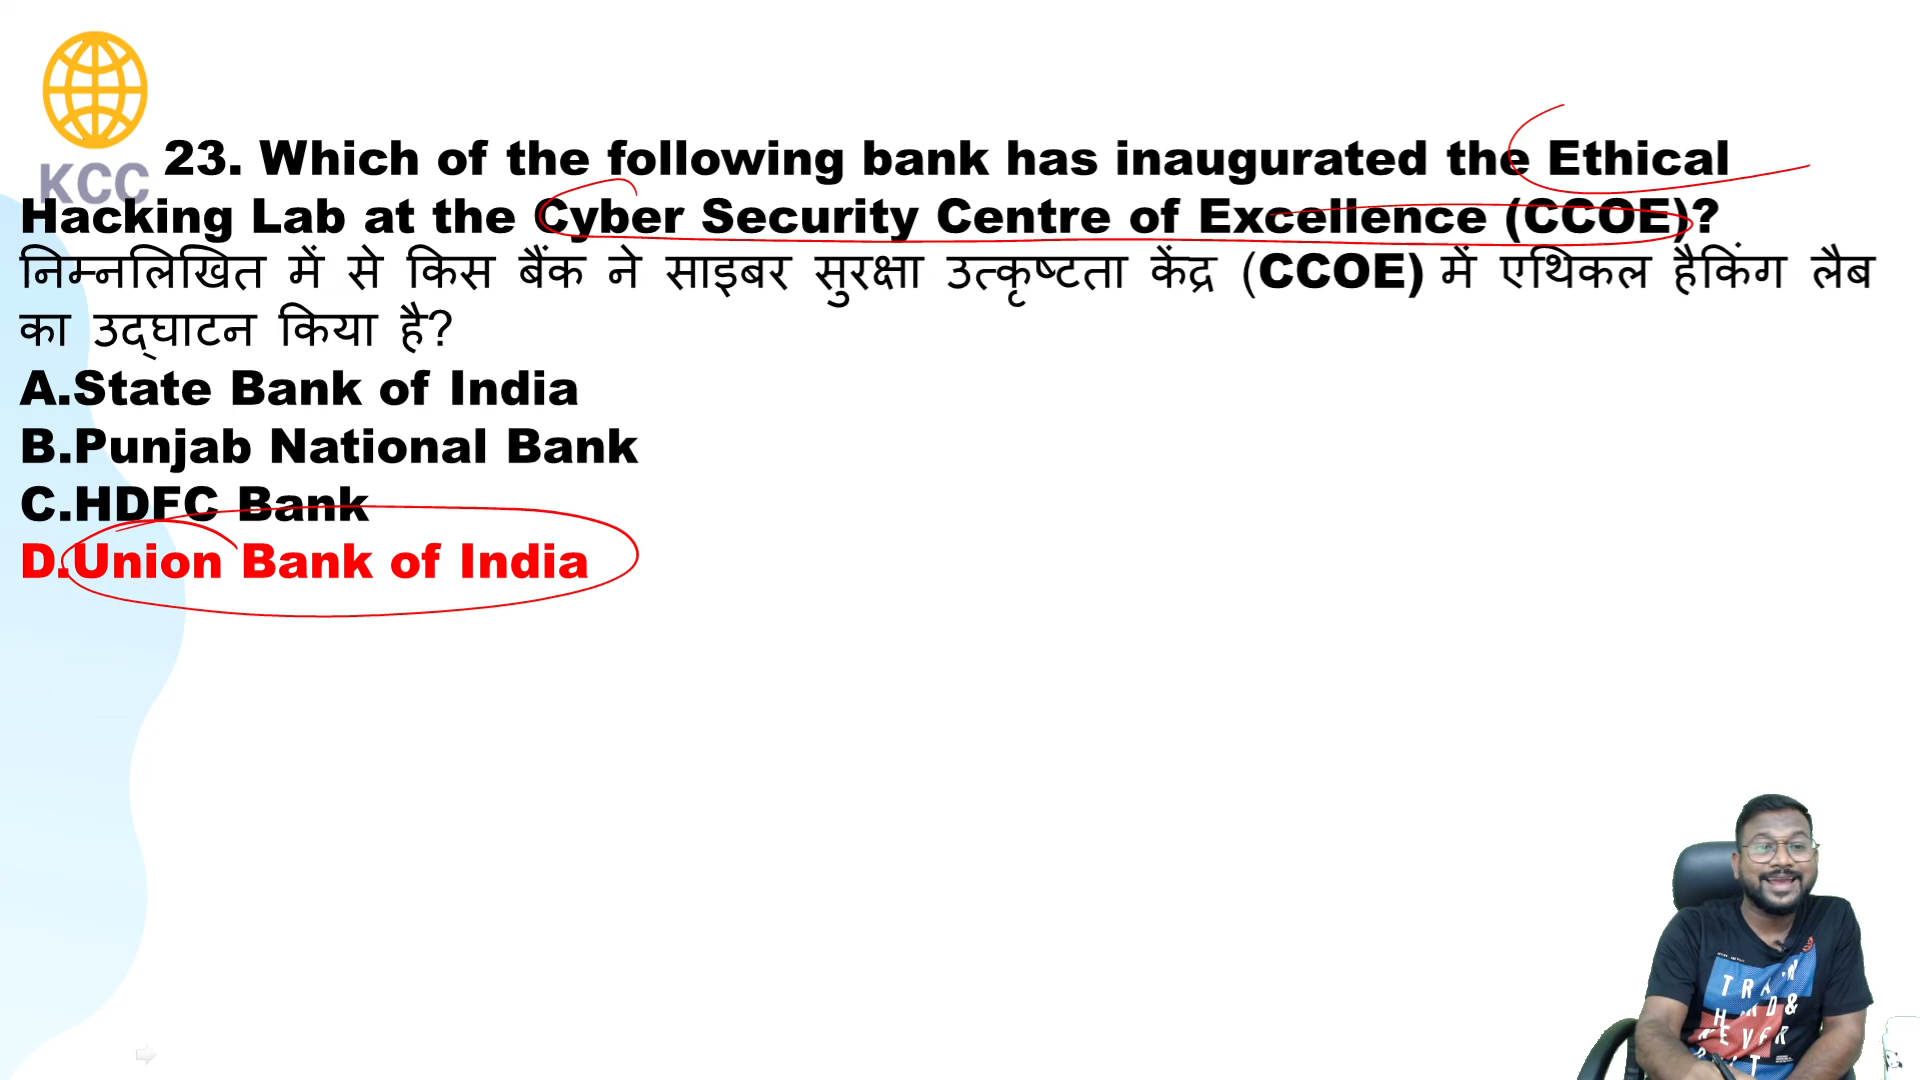 KCC
23. Which of the following bank has inaugurated the Ethical
Hacking Lab at the Cyber Security Centre of Excellence (CCOE)?
निम्नलिखित में से किस बैंक ने साइबर सुरक्षा उत्कृष्टता केंद्र (CCOE) में एथिकल हैकिंग लैब
का उद्घाटन किया है?
A.State Bank of India
B.Punjab National Bank
C.HDFC Bank
D.Union Bank of India
NEVER